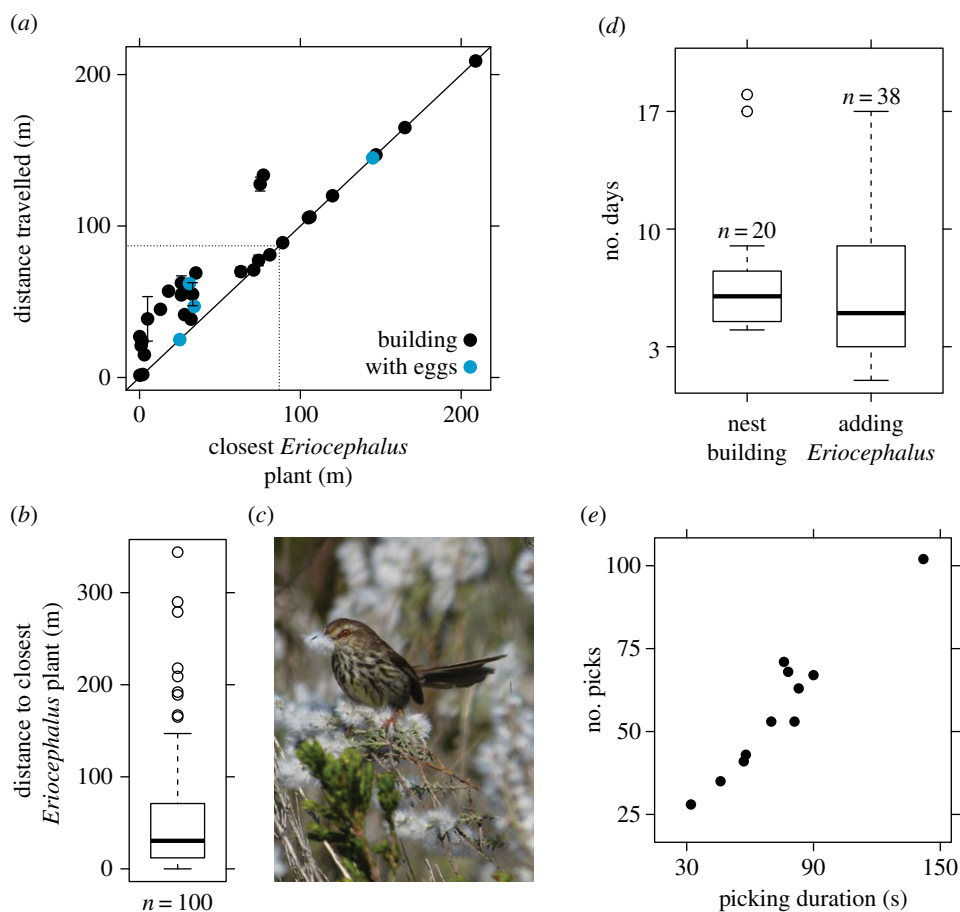 (a)
distance travelled (m)
200
100
0
building
with eggs
0
100
200
closest Eriocephalus
plant (m)
(d)
no. days
17
10
3
n = 20
n = 38
nest
building
adding
Eriocephalus
(b)
distance to closest
Eriocephalus plant (m)
300
200
100
0
n = 100
(c)
(e)
no. picks
100
75
50
25
30
90
150
picking duration (s)